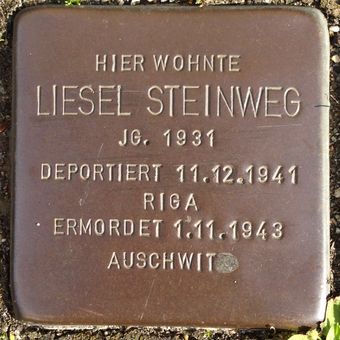 HIER WOHNTE
LIESEL STEINWEG
JG. 1931
DEPORTIERT 11.12.1941
RIGA
ERMORDET 1.11.1943
AUSCHWIT